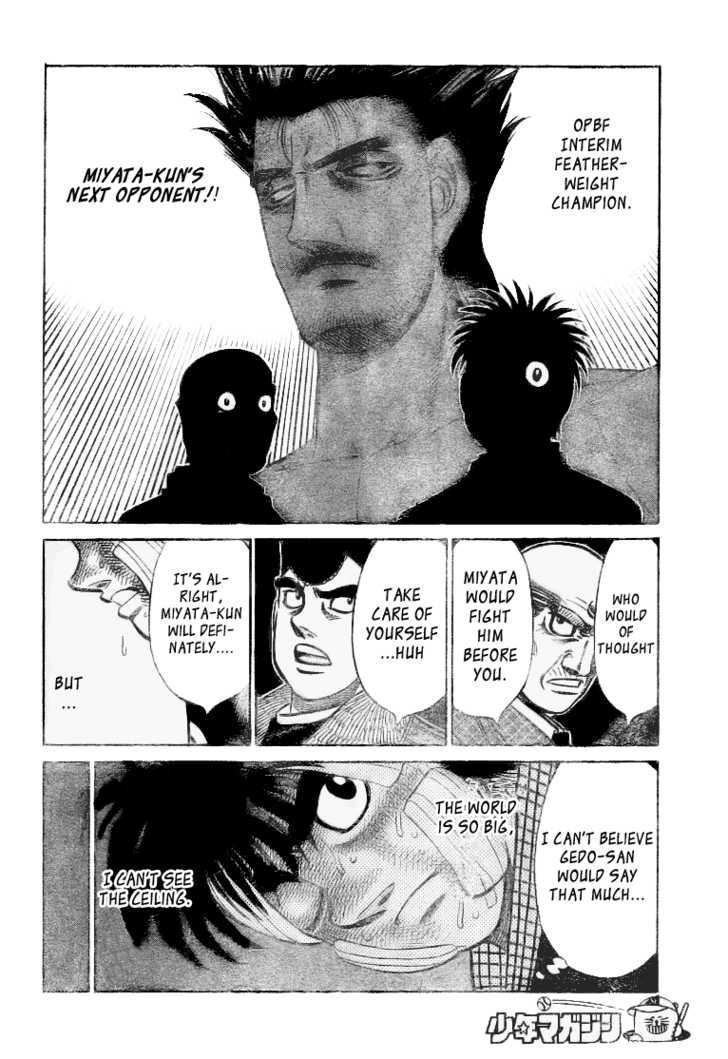 OPBF
INTERIM
FEATHER-
WEIGHT
CHAMPION.
MIYATA-KUN'S
NEXT OPPONENT!!
WHO
WOULD
OF
THOUGHT
MIYATA
WOULD
FIGHT
HIM
BEFORE
YOU.
TAKE
CARE OF
YOURSELF
...HUH
IT'S AL-
RIGHT,
MIYATA-KUN
WILL DEFI-
NATELY....
BUT
...
I CAN'T BELIEVE
GEDO-SAN
WOULD SAY
THAT MUCH...
THE WORLD
IS SO BIG,
I CAN'T SEE
THE CEILING.
少年マガジン